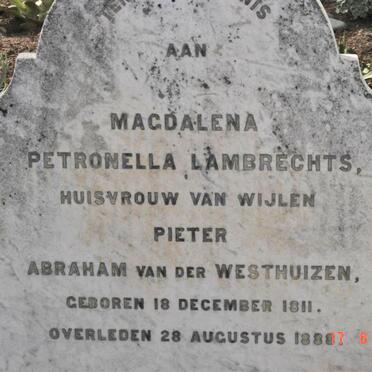 AAN
MAGDALENA
PETRONELLA LAMBRECHTS,
HUISVROUW VAN WIJLEN
PIETER
ABRAHAM VAN DER WESTHUIZEN,
GEBOREN 18 DECEMBER 1811.
OVERLEDEN 28 AUGUSTUS